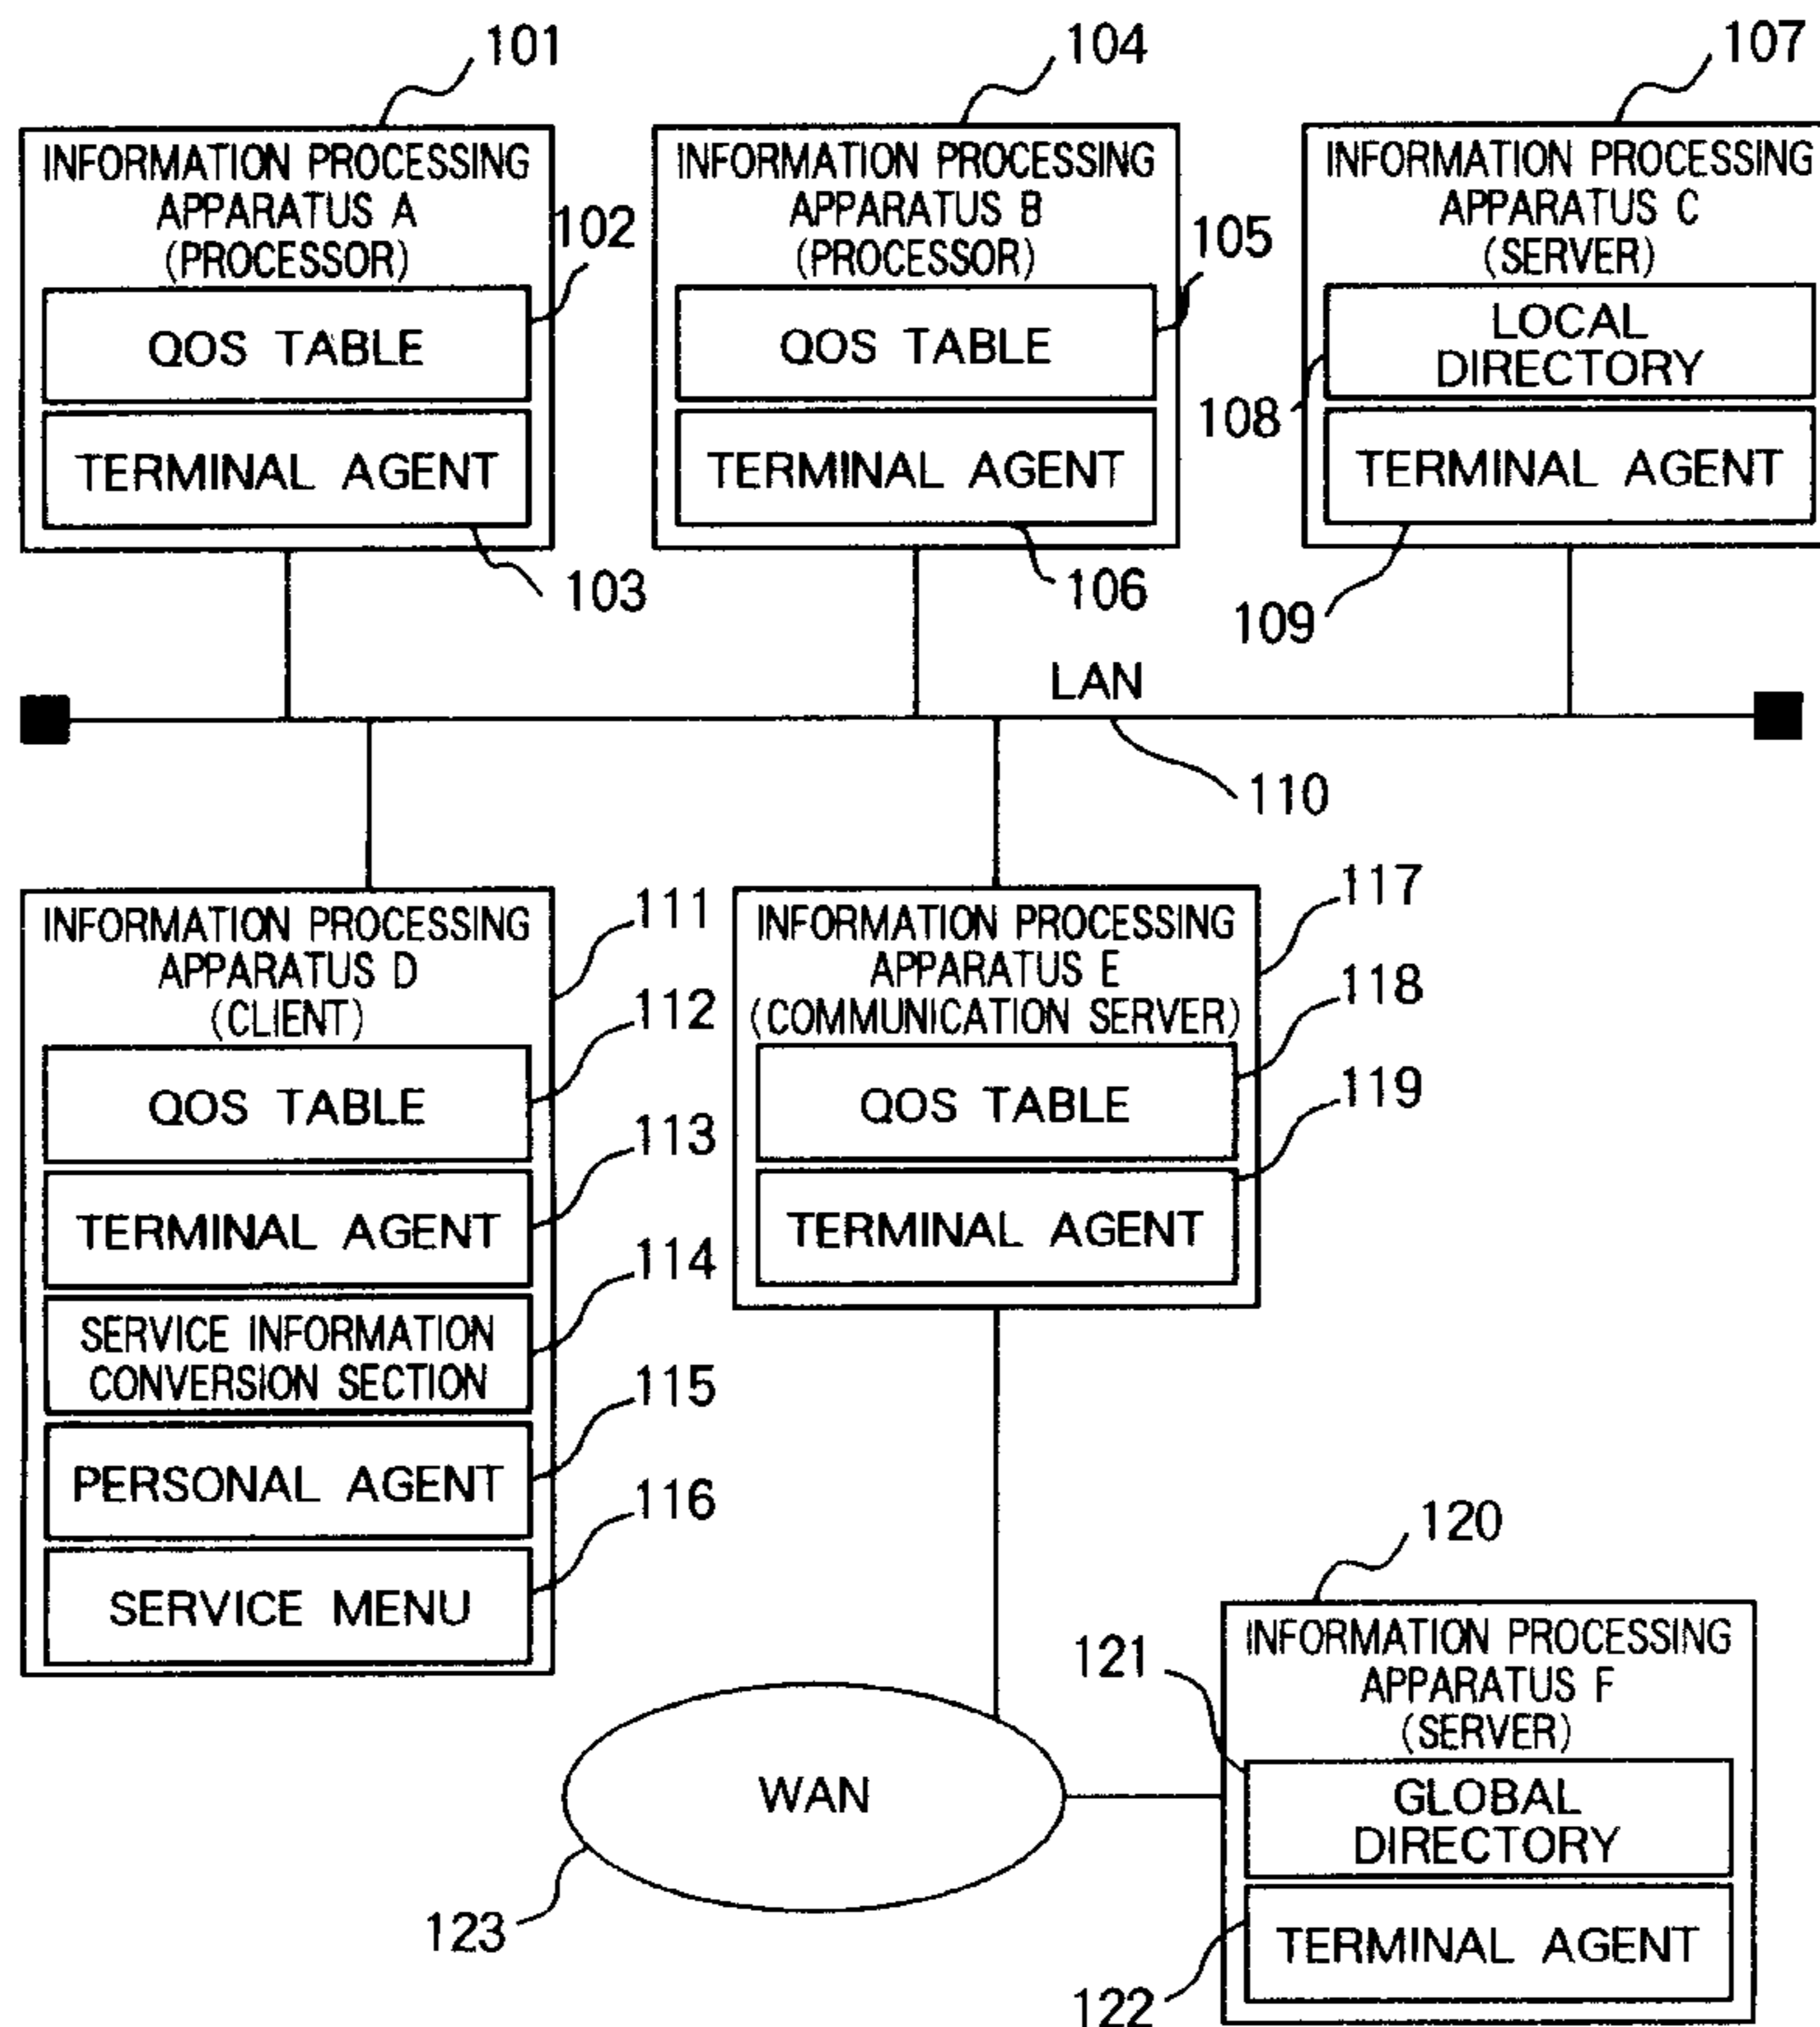 101
INFORMATION PROCESSING
APPARATUS A
(PROCESSOR)
102
QOS TABLE
TERMINAL AGENT
103
104
INFORMATION PROCESSING
APPARATUS B
(PROCESSOR)
105
QOS TABLE
TERMINAL AGENT
106
107
INFORMATION PROCESSING
APPARATUS C
(SERVER)
LOCAL
DIRECTORY
108
TERMINAL AGENT
109
LAN
110
111
INFORMATION PROCESSING
APPARATUS D
(CLIENT)
112
QOS TABLE
113
TERMINAL AGENT
114
SERVICE INFORMATION
CONVERSION SECTION
115
PERSONAL AGENT
116
SERVICE MENU
117
INFORMATION PROCESSING
APPARATUS E
(COMMUNICATION SERVER)
118
QOS TABLE
119
TERMINAL AGENT
120
INFORMATION PROCESSING
APPARATUS F
(SERVER)
121
GLOBAL
DIRECTORY
TERMINAL AGENT
122
WAN
123